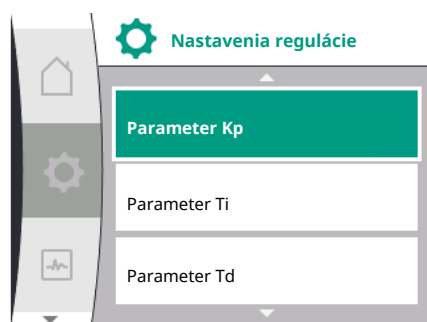 Nastavenia regulácie
Parameter Kp
Parameter Ti
Parameter Td